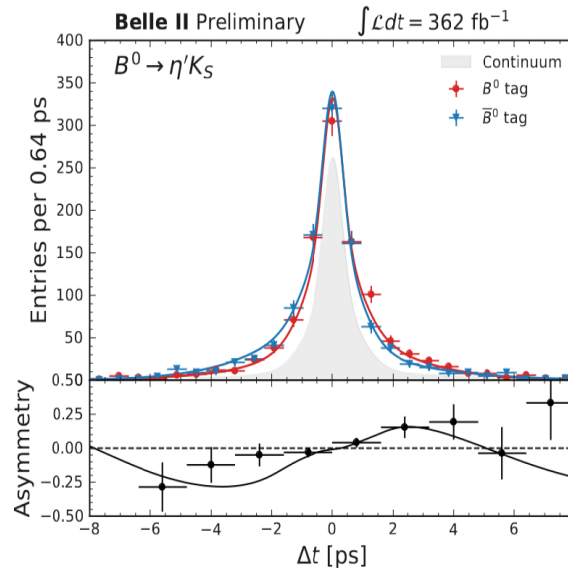 Belle II Preliminary ∫ℒdt = 362 fb⁻¹
B⁰ → η′K_S
Continuum
B⁰ tag
B̅⁰ tag
Entries per 0.64 ps
400
350
300
250
200
150
100
50
0.50
0.25
0.00
−0.25
−0.50
Asymmetry
−8 −6 −4 −2 0 2 4 6
Δt [ps]